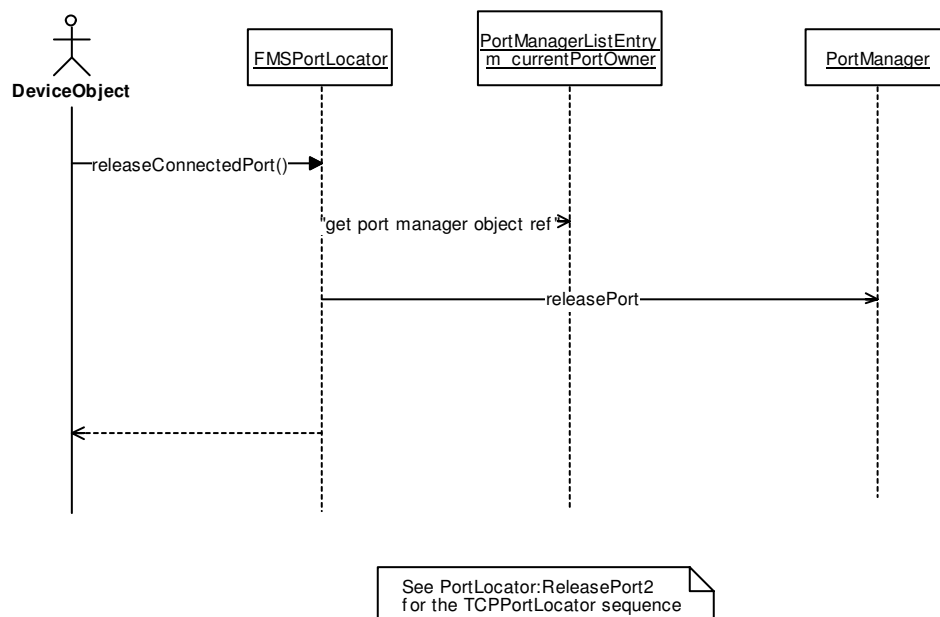 DeviceObject
FMSPortLocator
PortManagerListEntry
m_currentPortOwner
PortManager
releaseConnectedPort()
"get port manager object ref"
releasePort
See PortLocator:ReleasePort2
for the TCPPortLocator sequence